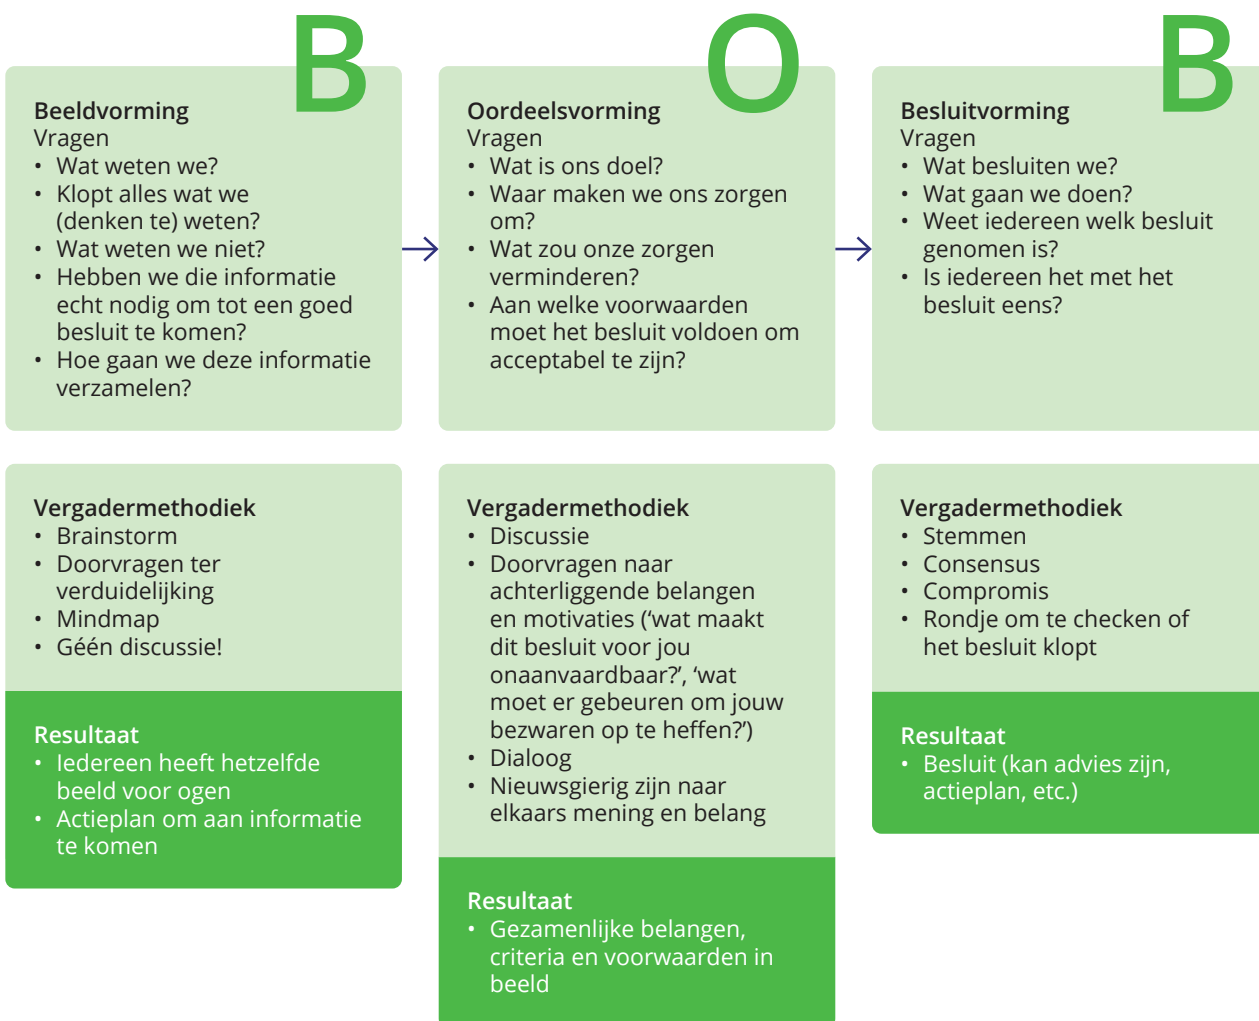 B
Beeldvorming
Vragen
• Wat weten we?
• Klopt alles wat we
(denken te) weten?
• Wat weten we niet?
• Hebben we die informatie
echt nodig om tot een goed
besluit te komen?
• Hoe gaan we deze informatie
verzamelen?
O
Oordeelsvorming
Vragen
• Wat is ons doel?
• Waar maken we ons zorgen
om?
• Wat zou onze zorgen
verminderen?
• Aan welke voorwaarden
moet het besluit voldoen om
acceptabel te zijn?
B
Besluitvorming
Vragen
• Wat besluiten we?
• Wat gaan we doen?
• Weet iedereen welk besluit
genomen is?
• Is iedereen het met het
besluit eens?
Vergadermethodiek
• Brainstorm
• Doorvragen ter
verduidelijking
• Mindmap
• Géén discussie!
Resultaat
• Iedereen heeft hetzelfde
beeld voor ogen
• Actieplan om aan informatie
te komen
Vergadermethodiek
• Discussie
• Doorvragen naar
achterliggende belangen
en motivaties (‘wat maakt
dit besluit voor jou
onaanvaardbaar?’, ‘wat
moet er gebeuren om jouw
bezwaren op te heffen?’)
• Dialoog
• Nieuwsgierig zijn naar
elkaars mening en belang
Resultaat
• Gezamenlijke belangen,
criteria en voorwaarden in
beeld
Vergadermethodiek
• Stemmen
• Consensus
• Compromis
• Rondje om te checken of
het besluit klopt
Resultaat
• Besluit (kan advies zijn,
actieplan, etc.)